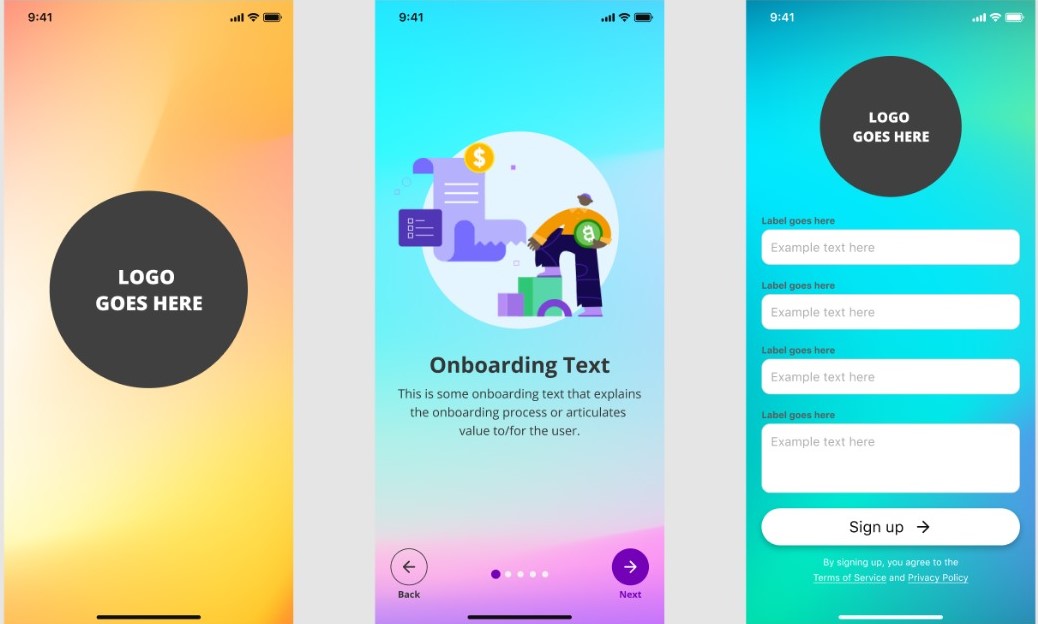 9:41
LOGO
GOES HERE
9:41
$
Onboarding Text
This is some onboarding text that explains
the onboarding process or articulates
value to/for the user.
Back
Next
9:41
LOGO
GOES HERE
Label goes here
Example text here
Label goes here
Example text here
Label goes here
Example text here
Label goes here
Example text here
Sign up
By signing up, you agree to the
Terms of Service and Privacy Policy